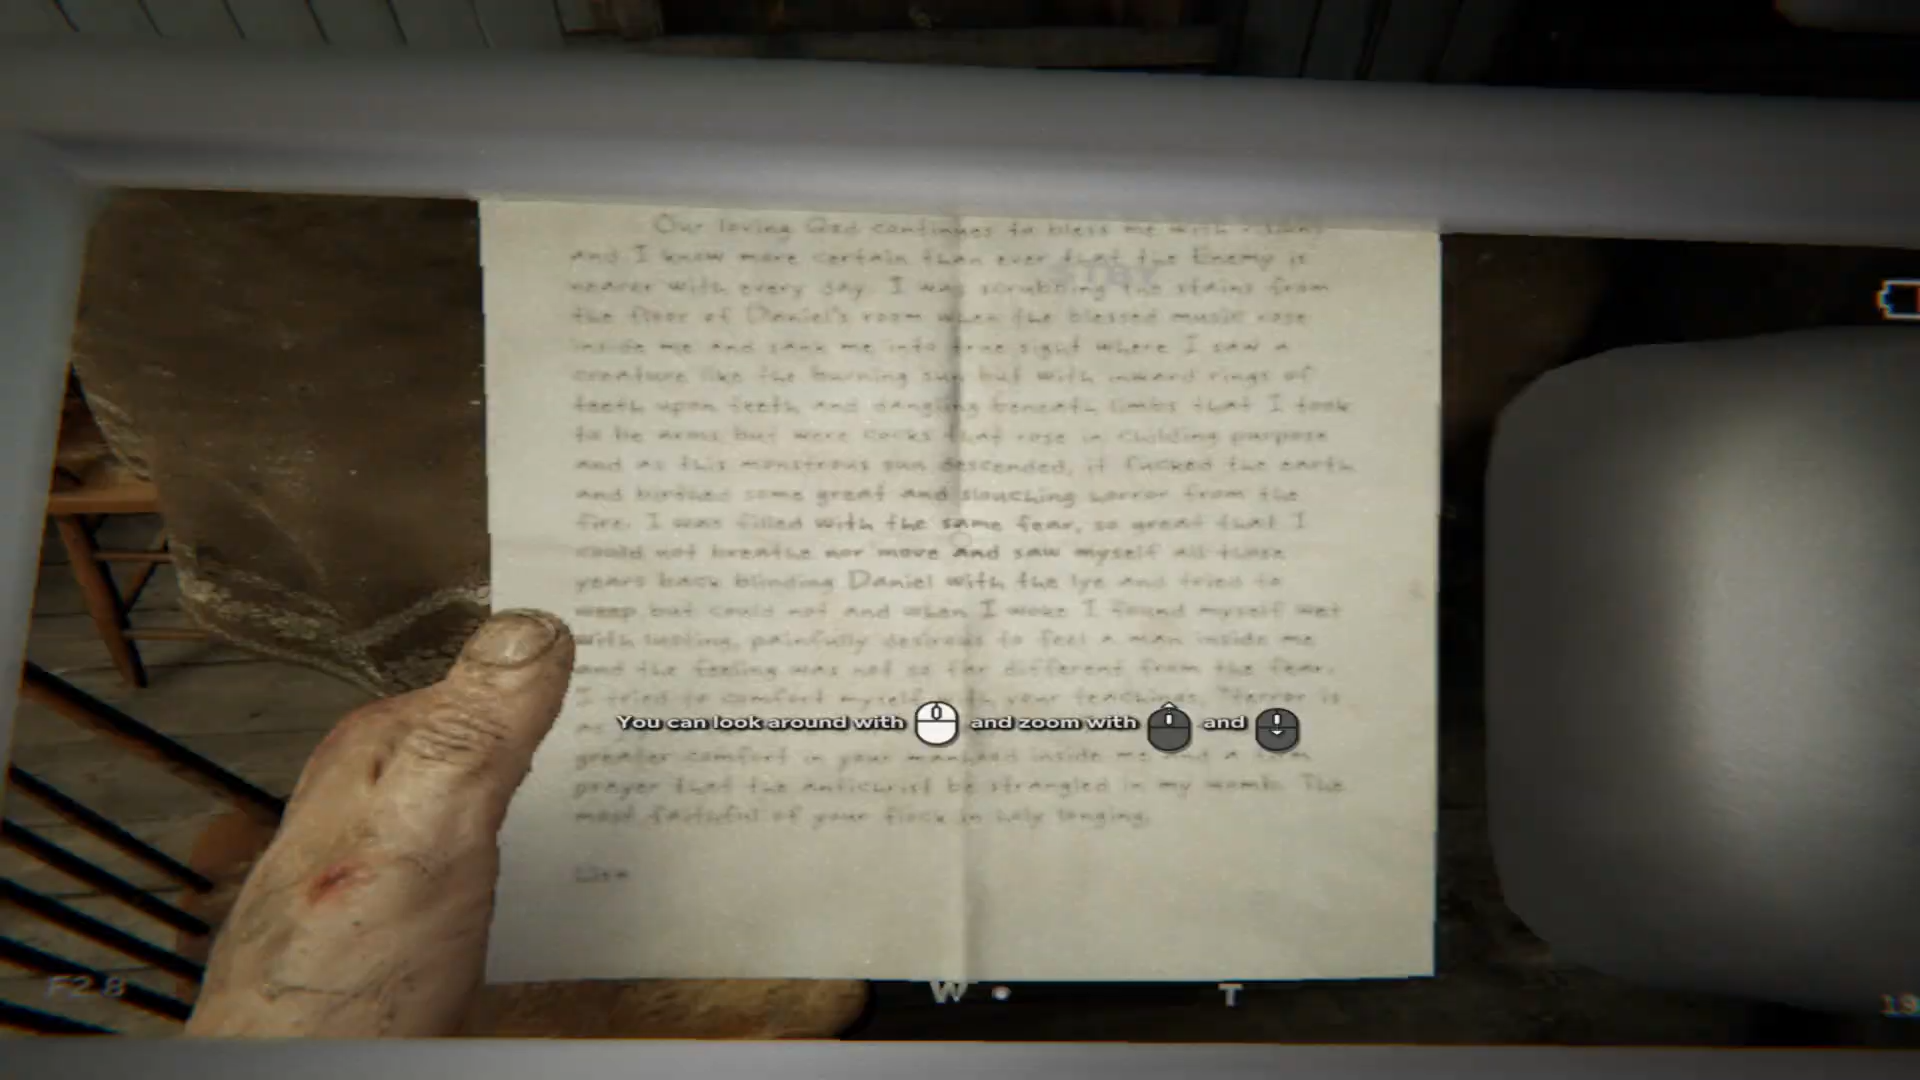 Our loving God continues to bless me with visions
and I know more certain than ever that the Enemy is
nearer with every day. I was scrubbing the stains from
the floor of Daniel's room when the blessed music rose
inside me and sank me into true sight where I saw a
creature like the burning sun but with inward rings of
teeth upon teeth and dangling beneath limbs that I took
to be arms but were cocks that rose in childing purpose
and as this monstrous sun descended, it fucked the earth
and birthed some great and slouching horror from the
fire. I was filled with the same fear, so great that I
could not breathe nor move and saw myself all those
years back blinding Daniel with the lye and tried to
weep but could not and when I woke I found myself wet
with lusting, painfully desirous to feel a man inside me
and the feeling was not so far different from the fear.
I tried to comfort myself with your teachings, "Terror is
You can look around with and zoom with and
greater comfort in your manhood inside me and a firm
prayer that the antichrist be strangled in my womb. The
most faithful of your flock in holy longing,
F2.8
W T
19